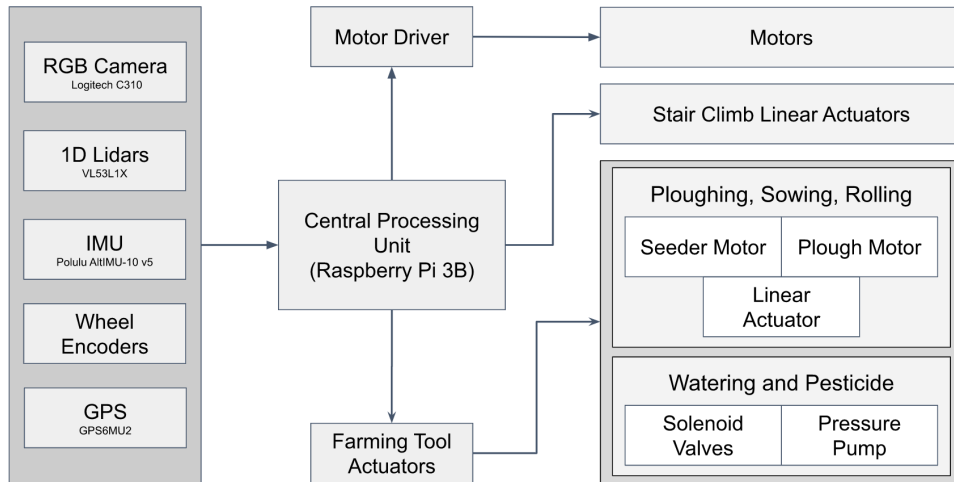 RGB Camera
Logitech C310
1D Lidars
VL53L1X
IMU
Polulu AltIMU-10 v5
Wheel
Encoders
GPS
GPS6MU2
Motor Driver
Central Processing
Unit
(Raspberry Pi 3B)
Farming Tool
Actuators
Motors
Stair Climb Linear Actuators
Ploughing, Sowing, Rolling
Seeder Motor
Plough Motor
Linear
Actuator
Watering and Pesticide
Solenoid
Valves
Pressure
Pump